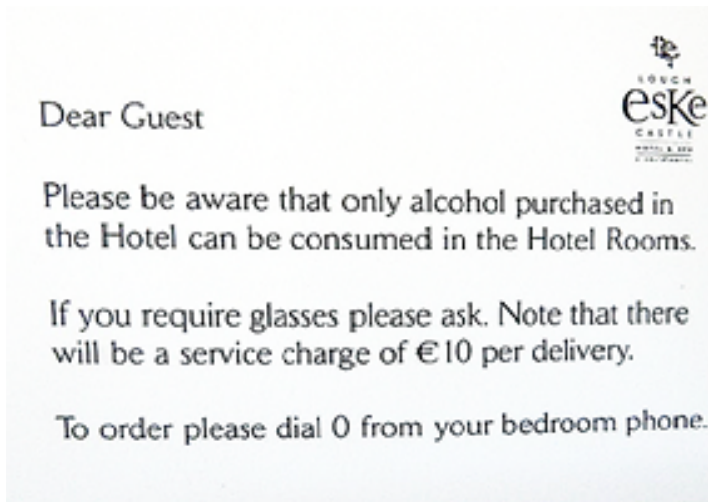 LOUGH
eske
CASTLE
Dear Guest
Please be aware that only alcohol purchased in
the Hotel can be consumed in the Hotel Rooms.
If you require glasses please ask. Note that there
will be a service charge of €10 per delivery.
To order please dial 0 from your bedroom phone.